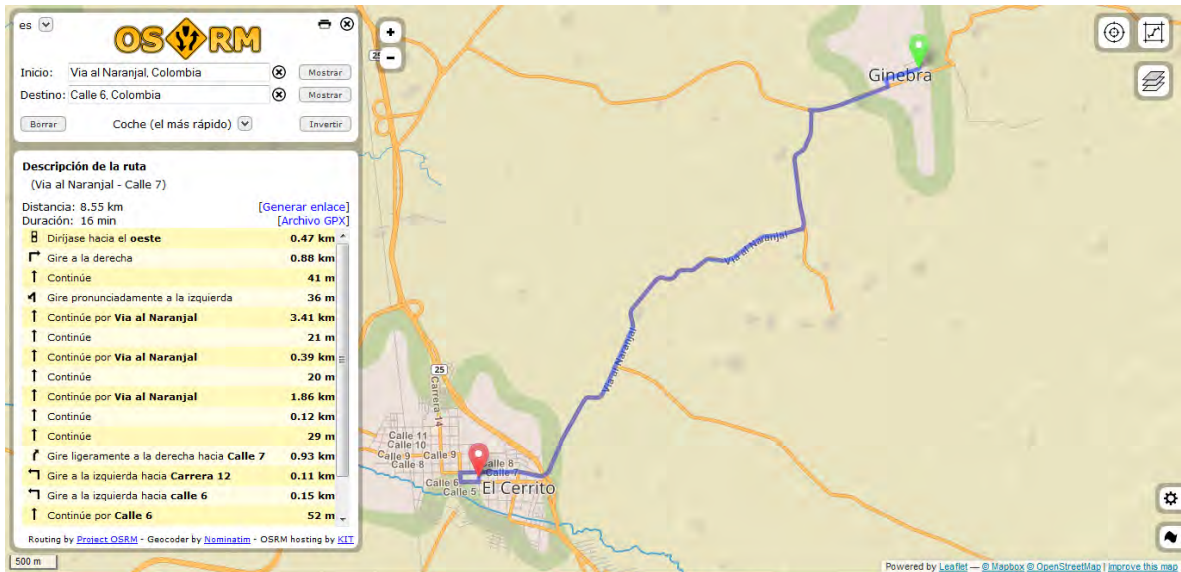 es
OSRM
Inicio: Via al Naranjal, Colombia Mostrar
Destino: Calle 6, Colombia Mostrar
Borrar Coche (el más rápido) Invertir
Descripción de la ruta
(Via al Naranjal - Calle 7)
Distancia: 8.55 km [Generar enlace]
Duración: 16 min [Archivo GPX]
Diríjase hacia el oeste 0.47 km
Gire a la derecha 0.88 km
Continúe 41 m
Gire pronunciadamente a la izquierda 36 m
Continúe por Via al Naranjal 3.41 km
Continúe 21 m
Continúe por Via al Naranjal 0.39 km
Continúe 20 m
Continúe por Via al Naranjal 1.86 km
Continúe 0.12 km
Continúe 29 m
Gire ligeramente a la derecha hacia Calle 7 0.93 km
Gire a la izquierda hacia Carrera 12 0.11 km
Gire a la izquierda hacia calle 6 0.15 km
Continúe por Calle 6 52 m
Routing by Project OSRM - Geocoder by Nominatim - OSRM hosting by KIT
500 m
+
−
Ginebra
Via al Naranjal
Via al Naranjal
25
Carrera 14
Calle 11
Calle 10
Calle 9
Calle 9
Calle 8
Calle 8
Calle 7
Calle 6
Calle 5
El Cerrito
Powered by Leaflet — © Mapbox © OpenStreetMap | Improve this map